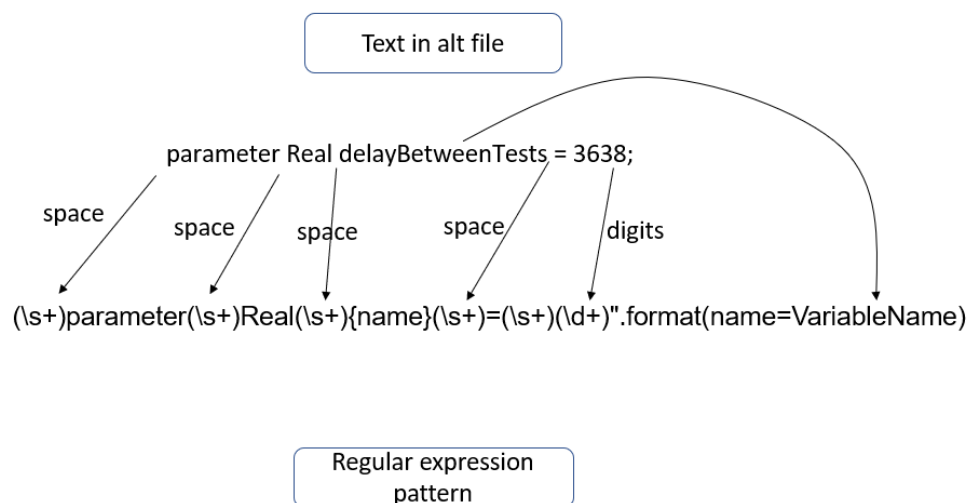 Text in alt file
parameter Real delayBetweenTests = 3638;
space
space
space
space
digits
(\s+)parameter(\s+)Real(\s+){name}(\s+)=(\s+)(\d+)".format(name=VariableName)
Regular expression
pattern